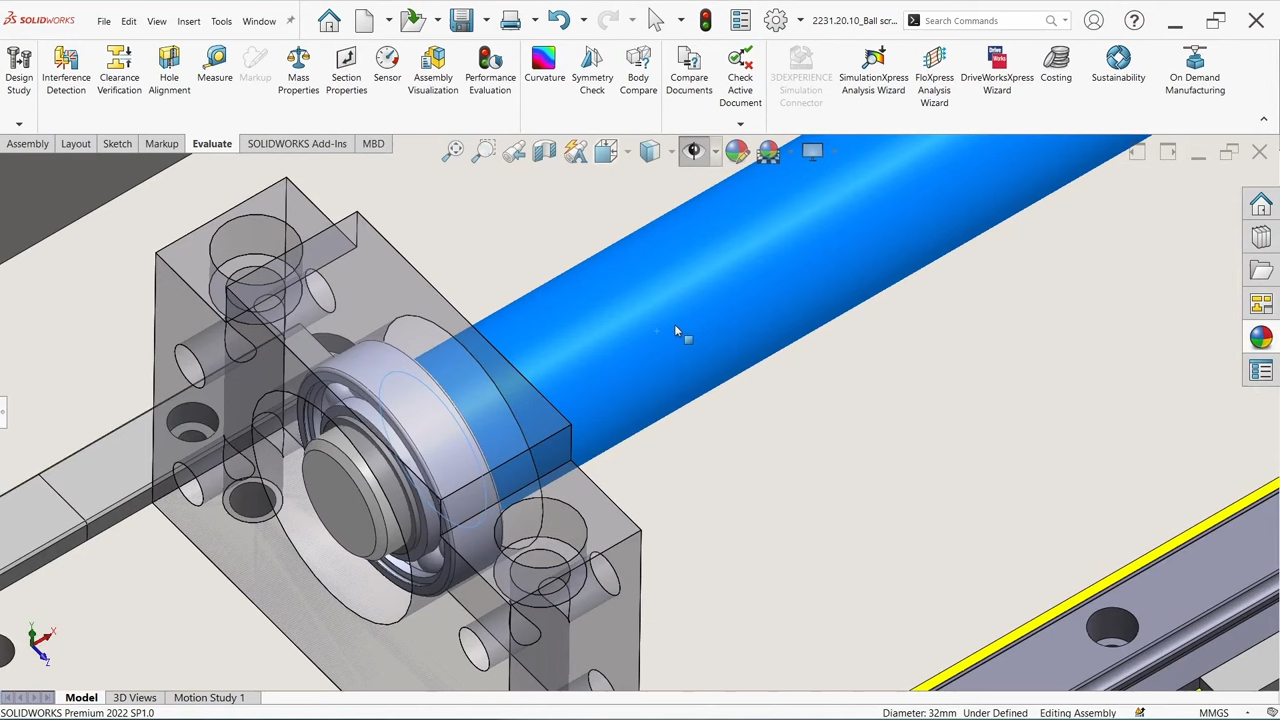 SOLIDWORKS File Edit View Insert Tools Window 2231.20.10_Ball scr... Search Commands
Design Study
Interference Detection
Clearance Verification
Hole Alignment
Measure
Markup
Mass Properties
Section Properties
Sensor
Assembly Visualization
Performance Evaluation
Curvature
Symmetry Check
Body Compare
Compare Documents
Check Active Document
3DEXPERIENCE Simulation Connector
SimulationXpress Analysis Wizard
FloXpress Analysis Wizard
DriveWorksXpress Wizard
Costing
Sustainability
On Demand Manufacturing
Assembly Layout Sketch Markup Evaluate SOLIDWORKS Add-Ins MBD
Y
X
Z
Model 3D Views Motion Study 1
SOLIDWORKS Premium 2022 SP1.0 Diameter: 32mm Under Defined Editing Assembly MMGS